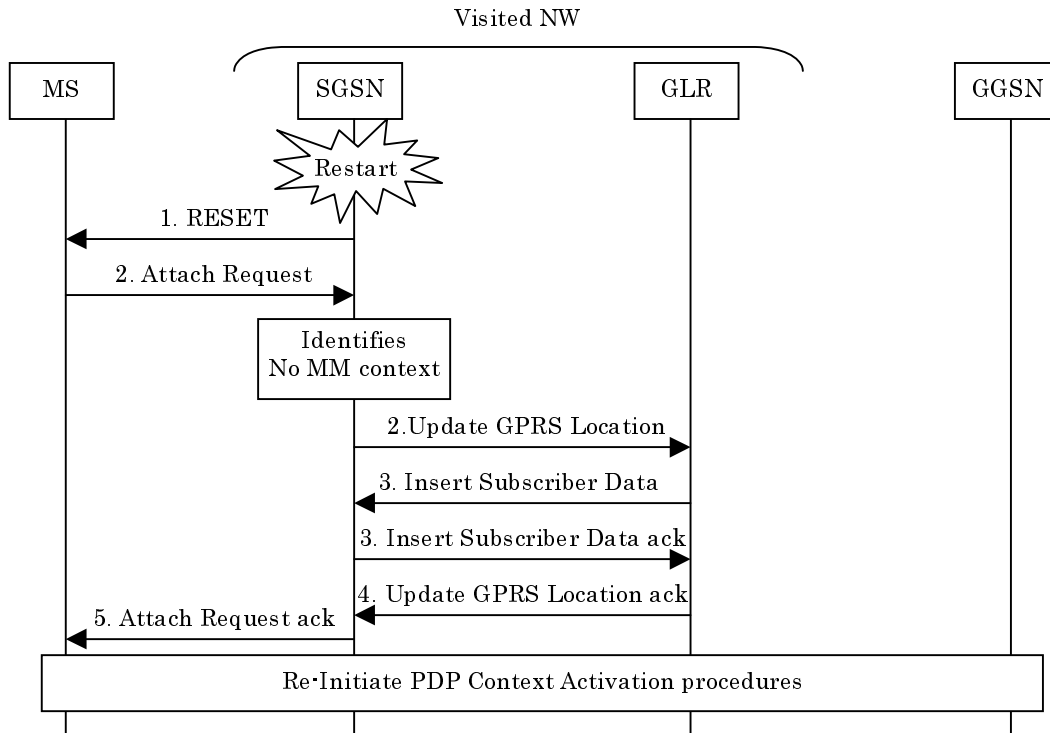 Visited NW
MS
SGSN
GLR
GGSN
Restart
1. RESET
2. Attach Request
Identifies
No MM context
2.Update GPRS Location
3. Insert Subscriber Data
3. Insert Subscriber Data ack
4. Update GPRS Location ack
5. Attach Request ack
Re-Initiate PDP Context Activation procedures